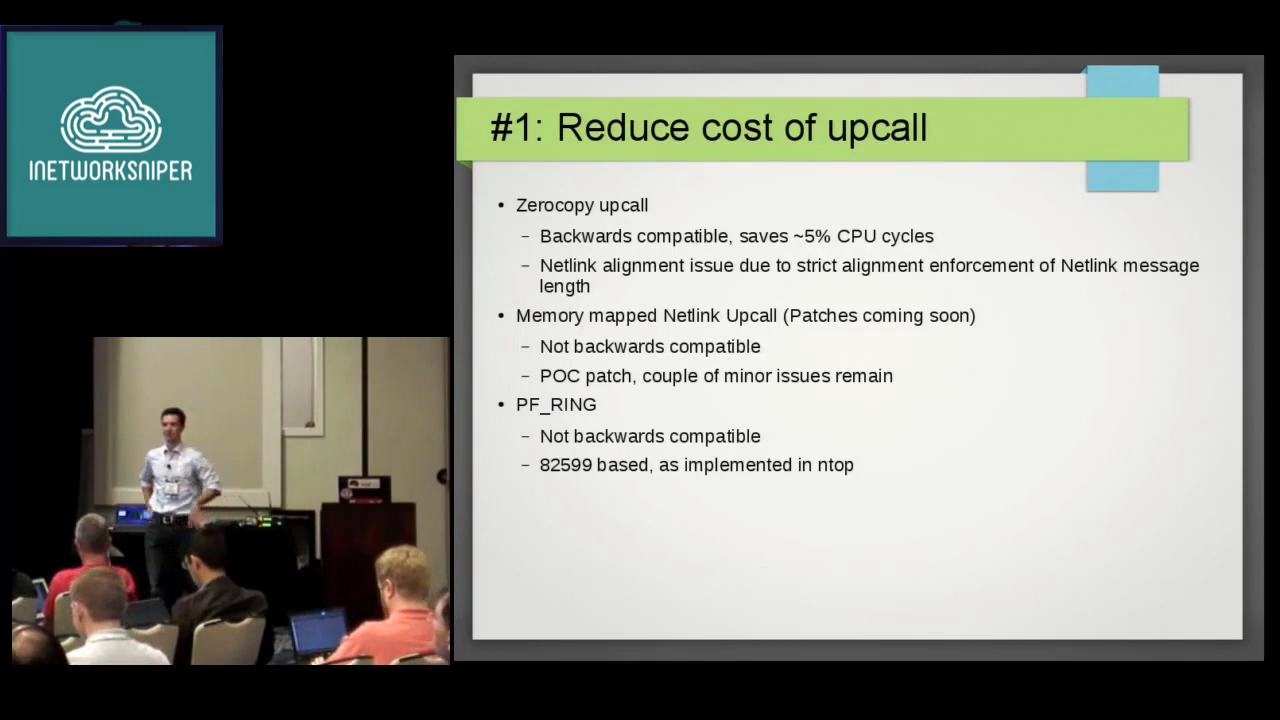 INETWORKSNIPER
#1: Reduce cost of upcall
• Zerocopy upcall
– Backwards compatible, saves ~5% CPU cycles
– Netlink alignment issue due to strict alignment enforcement of Netlink message
length
• Memory mapped Netlink Upcall (Patches coming soon)
– Not backwards compatible
– POC patch, couple of minor issues remain
• PF_RING
– Not backwards compatible
– 82599 based, as implemented in ntop